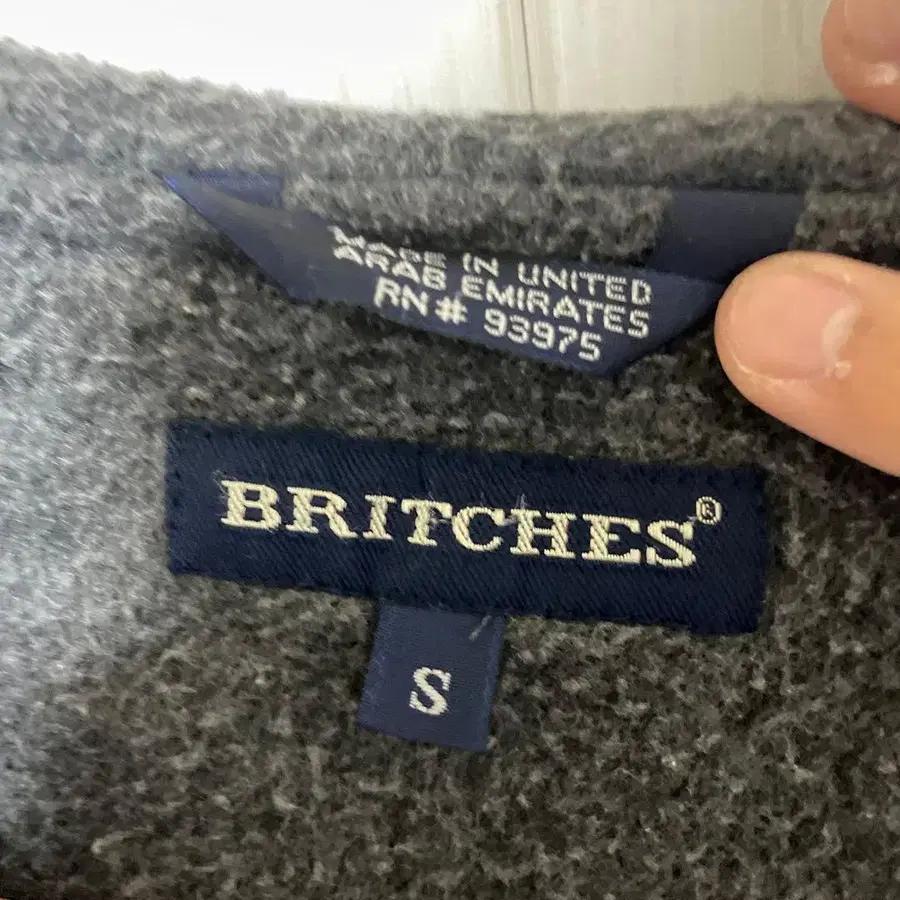 MADE IN UNITED
ARAB EMIRATES
RN# 93975
BRITCHES®
S